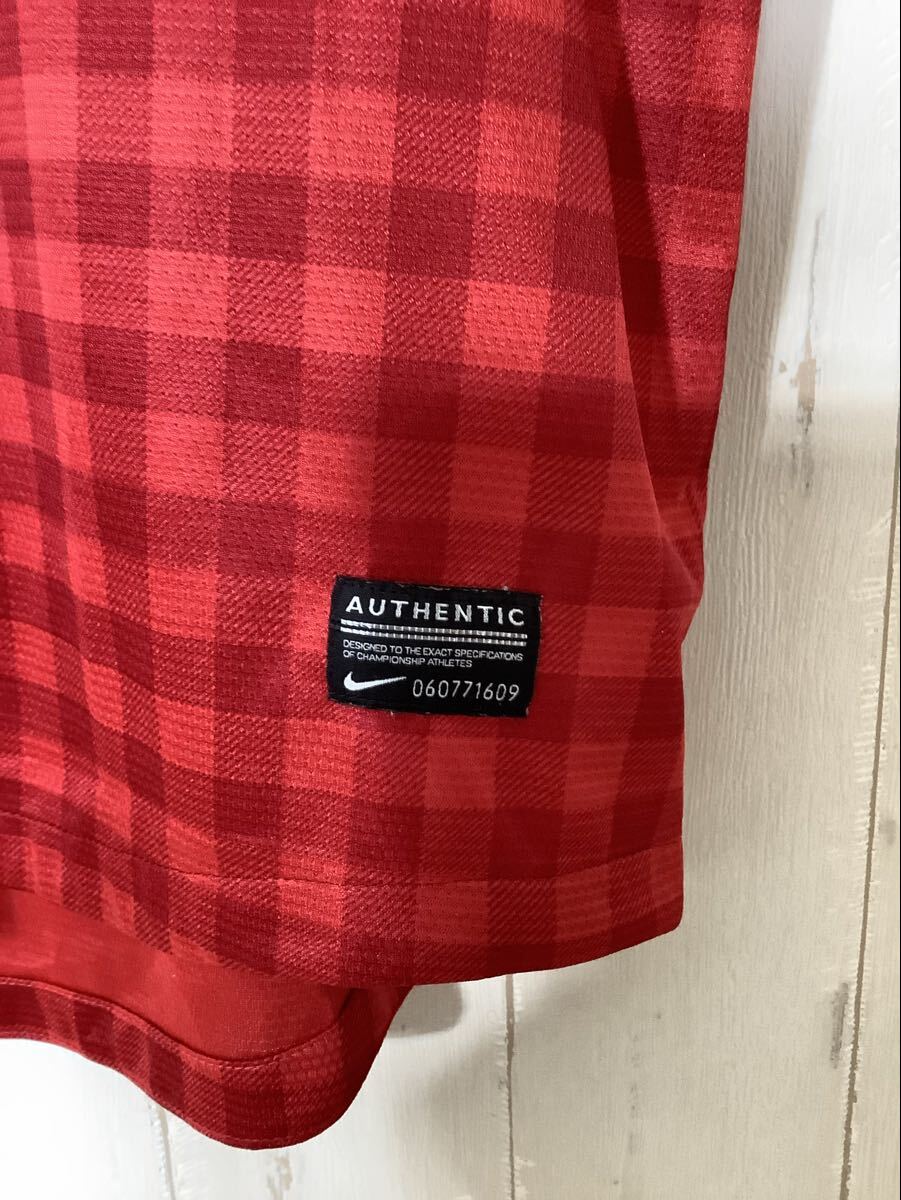 AUTHENTIC
DESIGNED TO THE EXACT SPECIFICATIONS
OF CHAMPIONSHIP ATHLETES
060771609